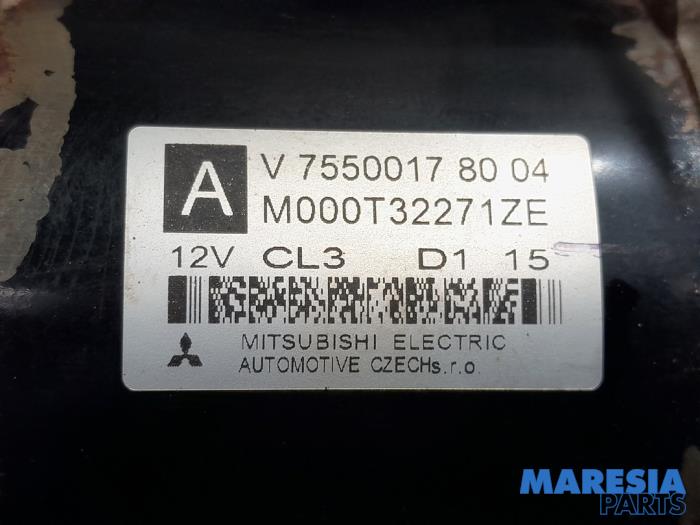 A
V 7550017 80 04
M000T32271ZE
12V CL3 D1 15
MITSUBISHI ELECTRIC
AUTOMOTIVE CZECHs.r.o.
MARESIA
PARTS